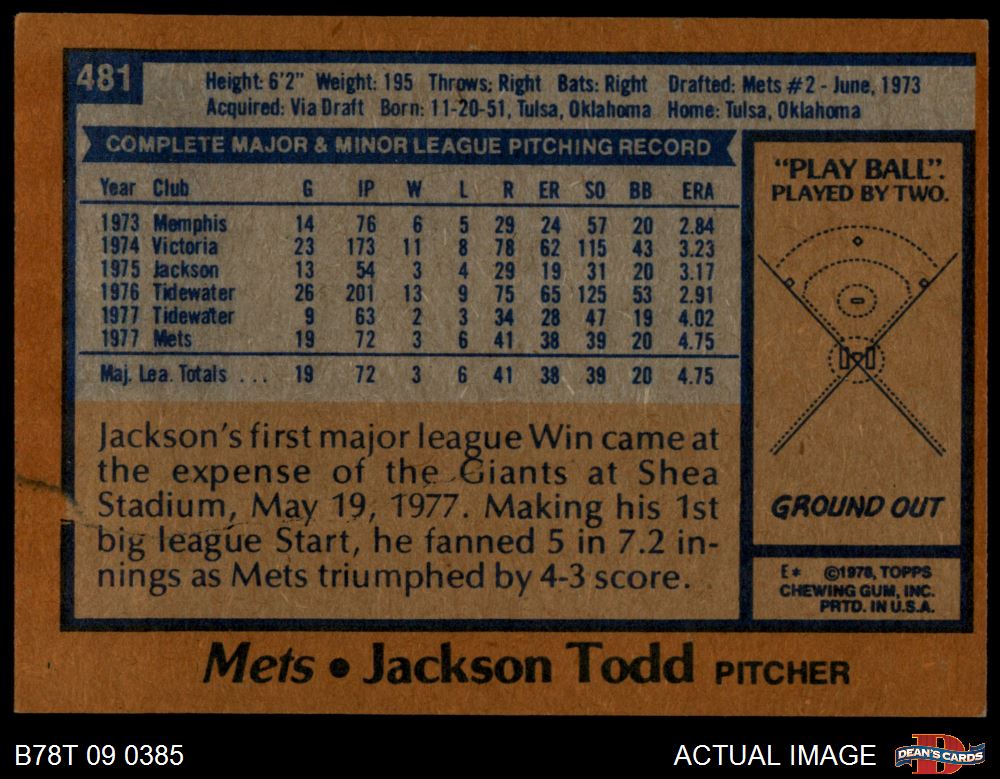 481
Height: 6'2" Weight: 195 Throws: Right Bats: Right Drafted: Mets #2 - June, 1973
Acquired: Via Draft Born: 11-20-51, Tulsa, Oklahoma Home: Tulsa, Oklahoma
COMPLETE MAJOR & MINOR LEAGUE PITCHING RECORD
Year Club G IP W L R ER SO BB ERA
1973 Memphis 14 76 6 5 29 24 57 20 2.84
1974 Victoria 23 173 11 8 78 62 115 43 3.23
1975 Jackson 13 54 3 4 29 19 31 20 3.17
1976 Tidewater 26 201 13 9 75 65 125 53 2.91
1977 Tidewater 9 63 2 3 34 28 47 19 4.02
1977 Mets 19 72 3 6 41 38 39 20 4.75
Maj. Lea. Totals ... 19 72 3 6 41 38 39 20 4.75
Jackson's first major league Win came at
the expense of the Giants at Shea
Stadium, May 19, 1977. Making his 1st
big league Start, he fanned 5 in 7.2 in-
nings as Mets triumphed by 4-3 score.
"PLAY BALL".
PLAYED BY TWO.
GROUND OUT
E* ©1978, TOPPS
CHEWING GUM, INC.
PRTD. IN U.S.A.
Mets • Jackson Todd PITCHER
B78T 09 0385
ACTUAL IMAGE
DEAN'S CARDS